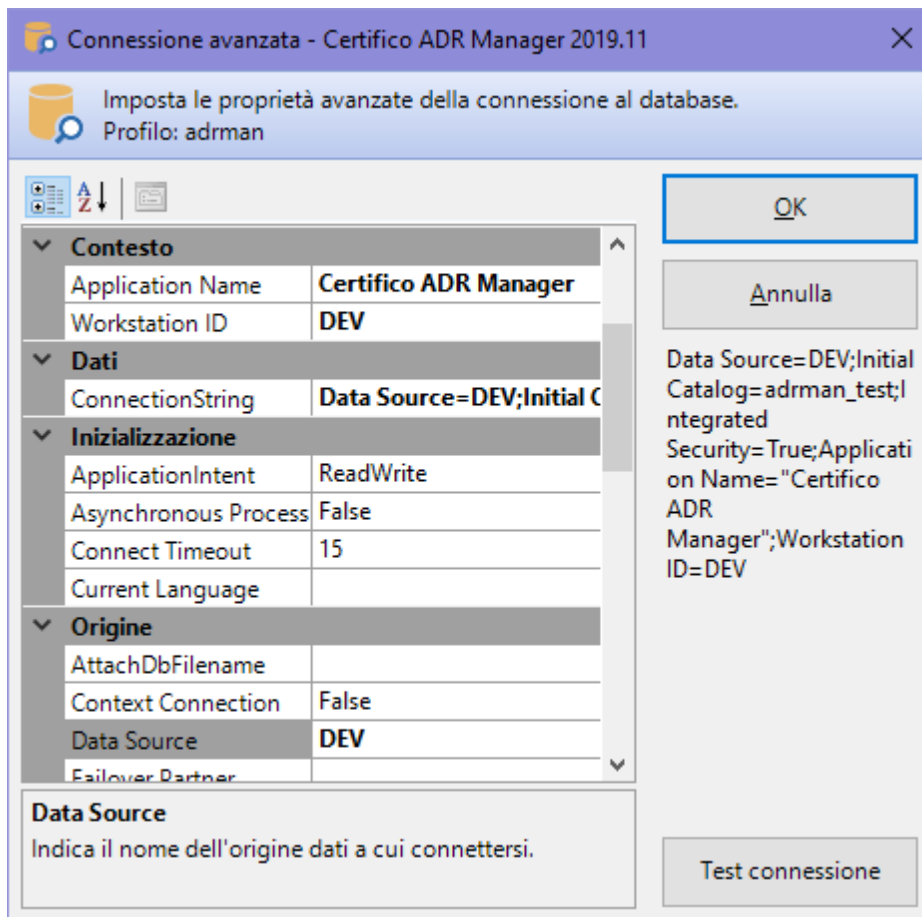 Connessione avanzata - Certifico ADR Manager 2019.11
Imposta le proprietà avanzate della connessione al database.
Profilo: adrman
Contesto
Application Name Certifico ADR Manager
Workstation ID DEV
Dati
ConnectionString Data Source=DEV;Initial C
Inizializzazione
ApplicationIntent ReadWrite
Asynchronous Process False
Connect Timeout 15
Current Language
Origine
AttachDbFilename
Context Connection False
Data Source DEV
Failover Partner
Data Source
Indica il nome dell'origine dati a cui connettersi.
OK
Annulla
Data Source=DEV;Initial
Catalog=adrman_test;I
ntegrated
Security=True;Applicati
on Name="Certifico
ADR
Manager";Workstation
ID=DEV
Test connessione